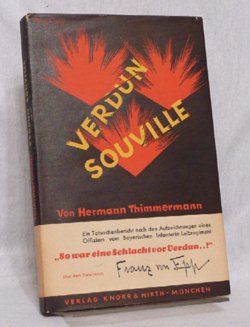 VERDUN
SOUVILLE
Von Hermann Thimmermann
Ein Tatsachenbericht nach den Aufzeichnungen eines
Offiziers vom bayerischen Infanterie Leibregiment
„So war eine Schlacht vor Verdun..!"
Franz von Epp
VERLAG KNORR & HIRTH · MÜNCHEN